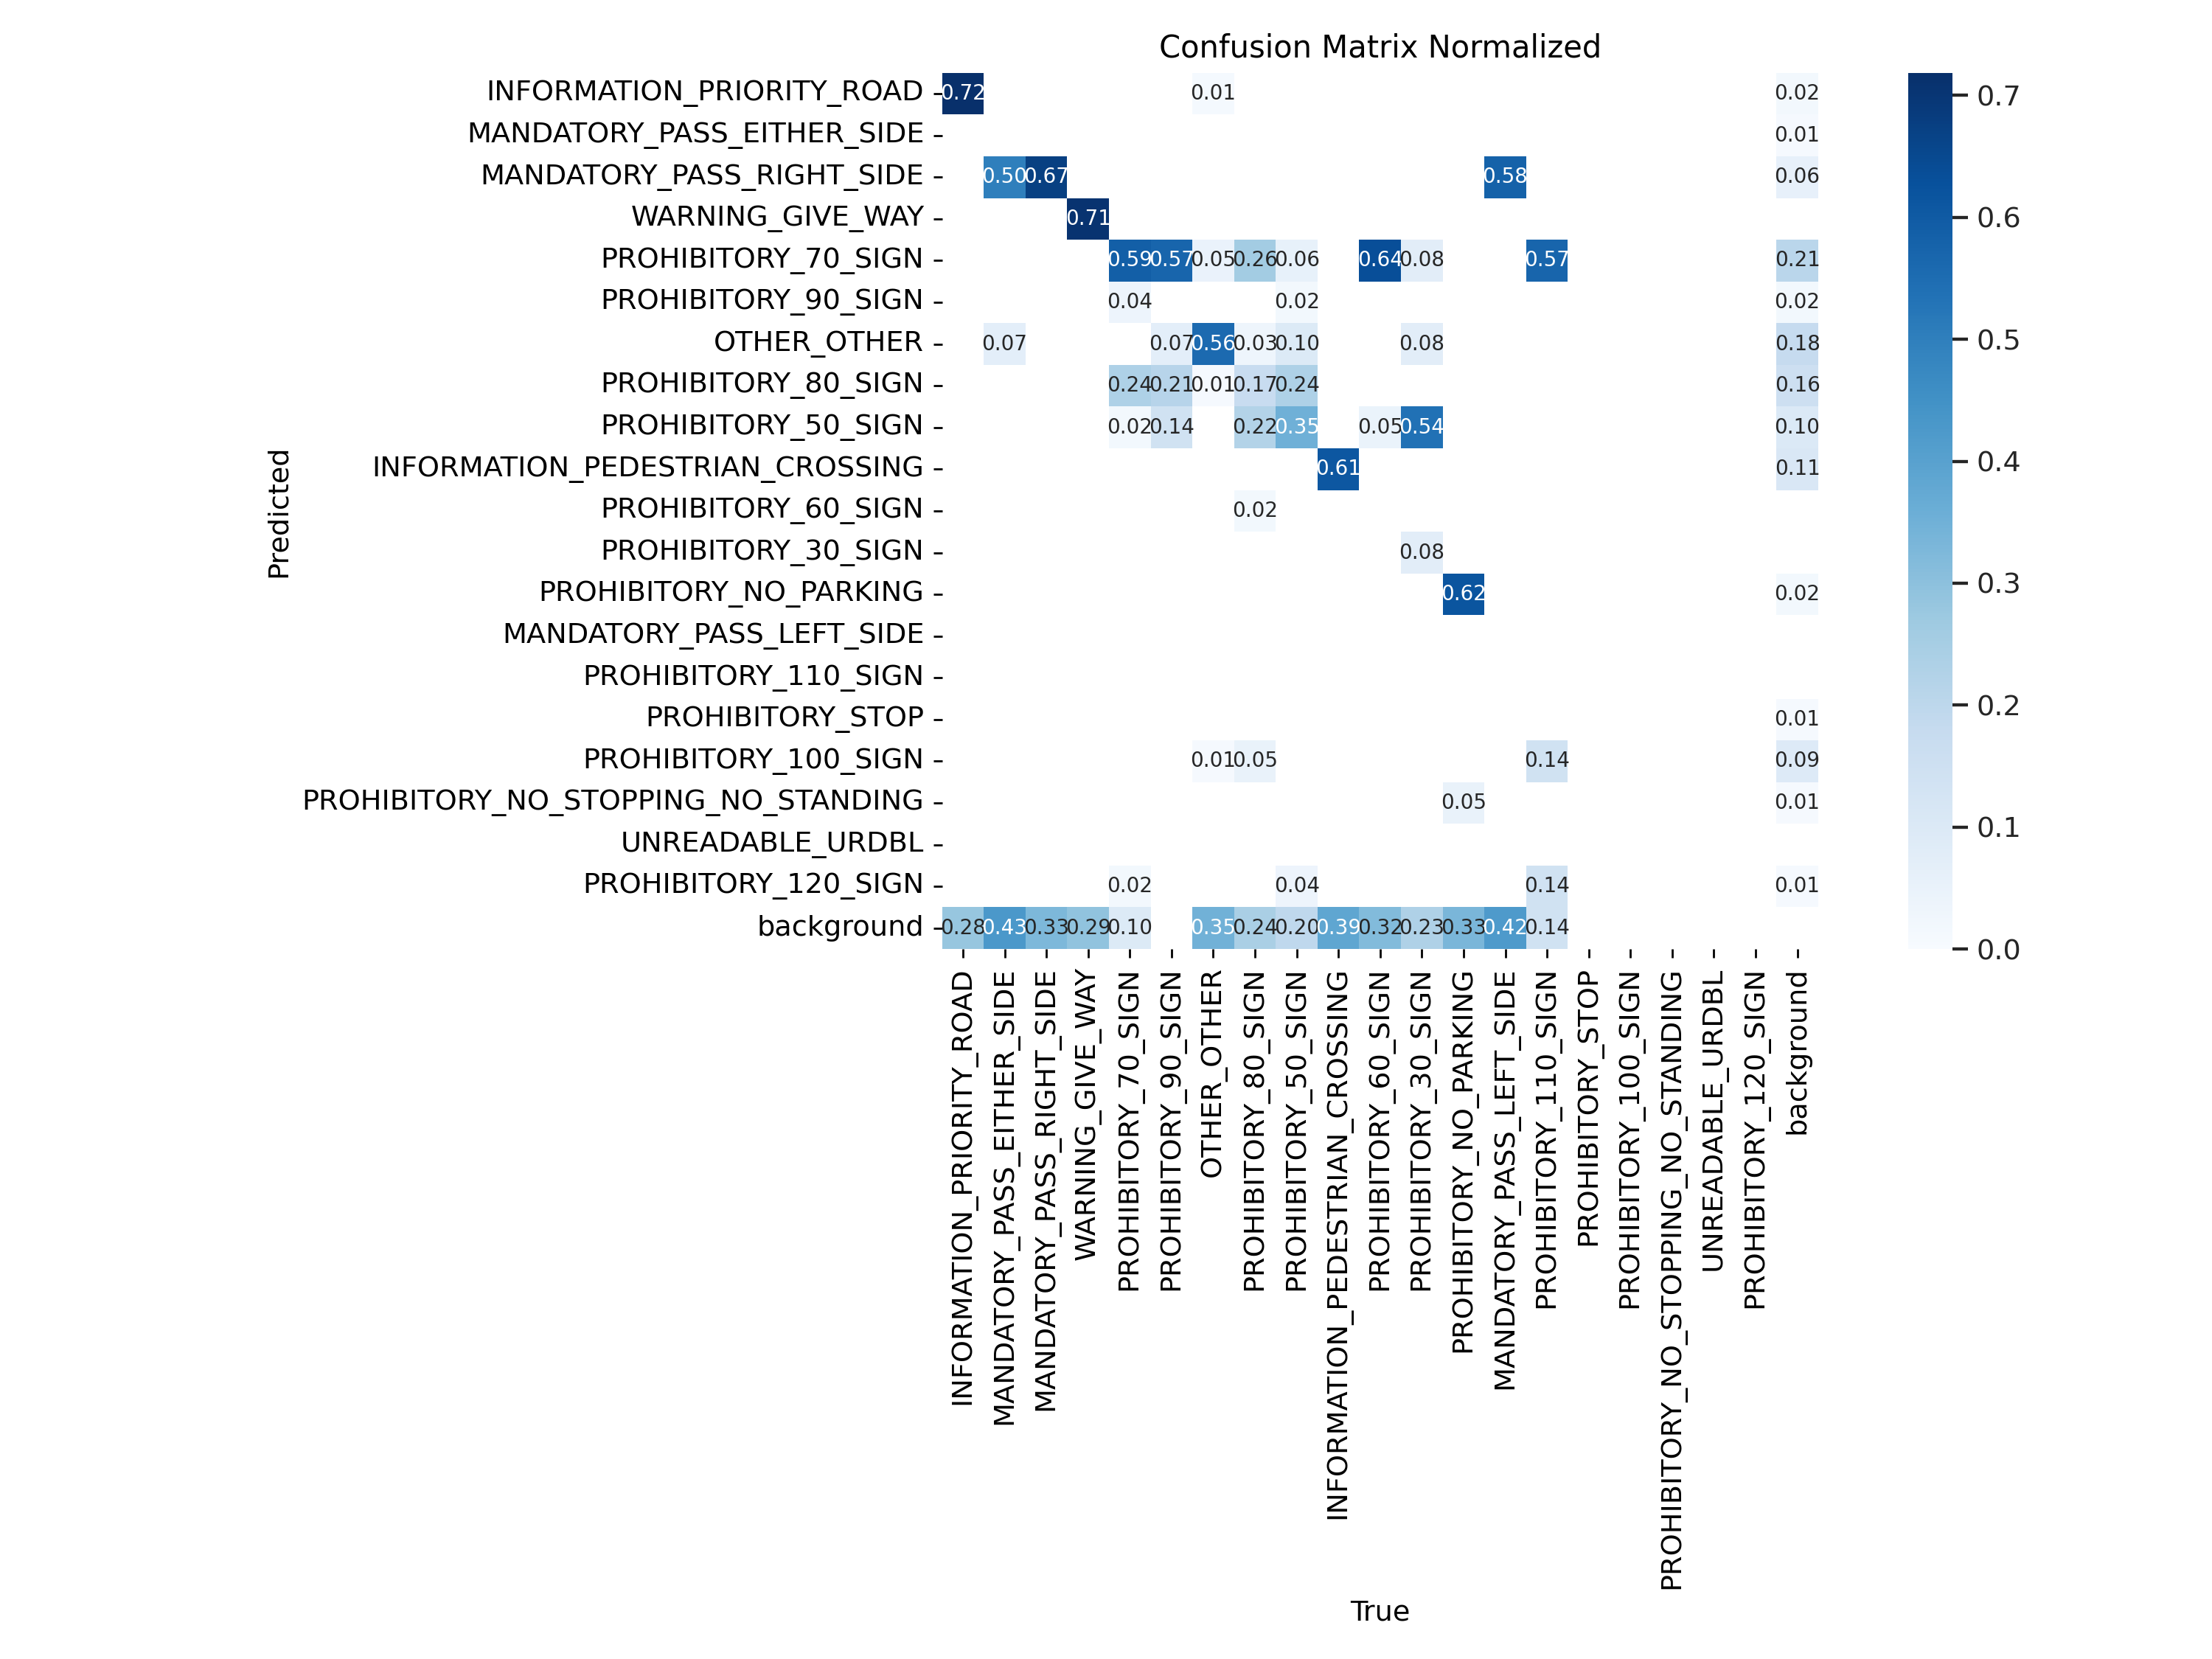 Confusion Matrix Normalized
INFORMATION_PRIORITY_ROAD 0.72 0.01 0.02
MANDATORY_PASS_EITHER_SIDE 0.01
MANDATORY_PASS_RIGHT_SIDE 0.50 0.67 0.58 0.06
WARNING_GIVE_WAY 0.71
PROHIBITORY_70_SIGN 0.59 0.57 0.05 0.26 0.06 0.64 0.08 0.57 0.21
PROHIBITORY_90_SIGN 0.04 0.02 0.02
OTHER_OTHER 0.07 0.07 0.56 0.03 0.10 0.08 0.18
PROHIBITORY_80_SIGN 0.24 0.21 0.01 0.17 0.24 0.16
PROHIBITORY_50_SIGN 0.02 0.14 0.22 0.35 0.05 0.54 0.10
INFORMATION_PEDESTRIAN_CROSSING 0.61 0.11
PROHIBITORY_60_SIGN 0.02
PROHIBITORY_30_SIGN 0.08
PROHIBITORY_NO_PARKING 0.62 0.02
MANDATORY_PASS_LEFT_SIDE
PROHIBITORY_110_SIGN
PROHIBITORY_STOP 0.01
PROHIBITORY_100_SIGN 0.01 0.05 0.14 0.09
PROHIBITORY_NO_STOPPING_NO_STANDING 0.05 0.01
UNREADABLE_URDBL
PROHIBITORY_120_SIGN 0.02 0.04 0.14 0.01
background 0.28 0.43 0.33 0.29 0.10 0.35 0.24 0.20 0.39 0.32 0.23 0.33 0.42 0.14
Predicted
INFORMATION_PRIORITY_ROAD
MANDATORY_PASS_EITHER_SIDE
MANDATORY_PASS_RIGHT_SIDE
WARNING_GIVE_WAY
PROHIBITORY_70_SIGN
PROHIBITORY_90_SIGN
OTHER_OTHER
PROHIBITORY_80_SIGN
PROHIBITORY_50_SIGN
INFORMATION_PEDESTRIAN_CROSSING
PROHIBITORY_60_SIGN
PROHIBITORY_30_SIGN
PROHIBITORY_NO_PARKING
MANDATORY_PASS_LEFT_SIDE
PROHIBITORY_110_SIGN
PROHIBITORY_STOP
PROHIBITORY_100_SIGN
PROHIBITORY_NO_STOPPING_NO_STANDING
UNREADABLE_URDBL
PROHIBITORY_120_SIGN
background
True
0.7
0.6
0.5
0.4
0.3
0.2
0.1
0.0